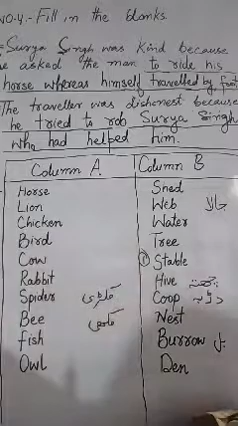 NO.4.- Fill in the blanks.
Surya Singh was kind because
he asked the man to ride his
horse whereas himself travelled by foot
The traveller was dishonest because
he tried to rob Surya Singh
who had helped him.
Column A Column B
Horse Shed
Lion Web جالا
Chicken Water
Bird Tree
Cow Stable
Rabbit Hive
Spider Coop
Bee Nest
fish Burrow بل
Owl Den